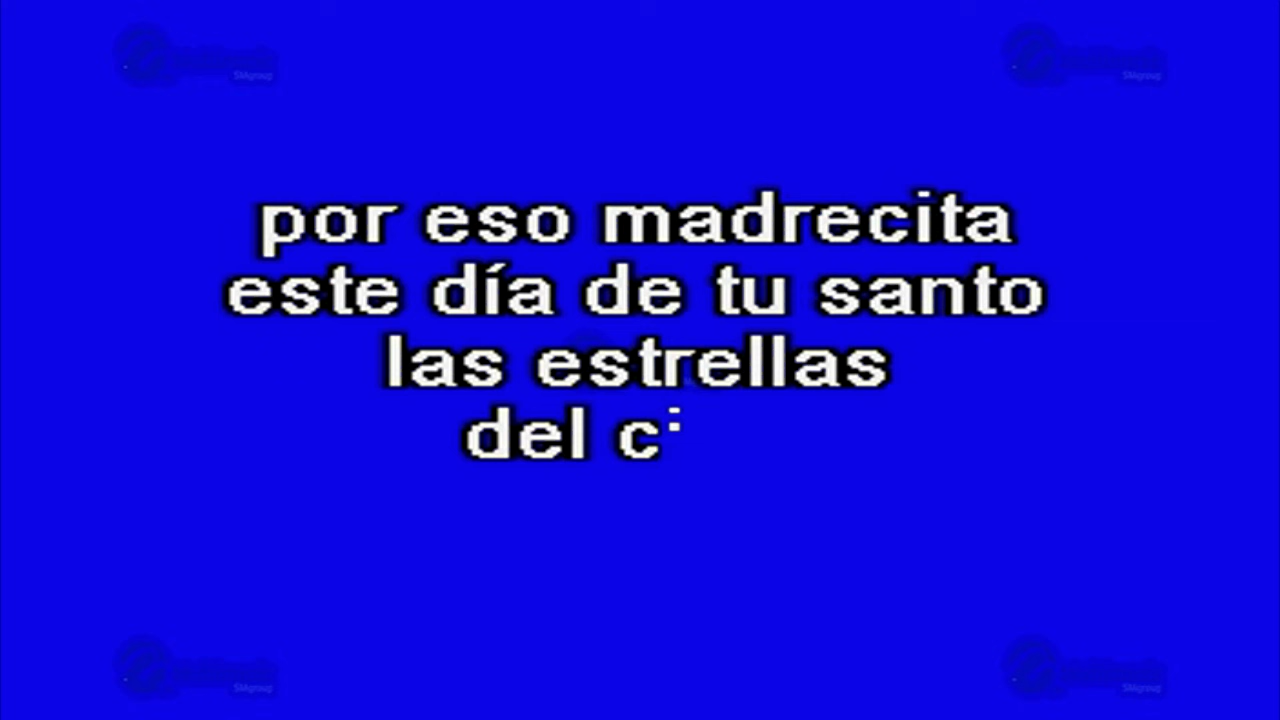 por eso madrecita
este día de tu santo
las estrellas
del c